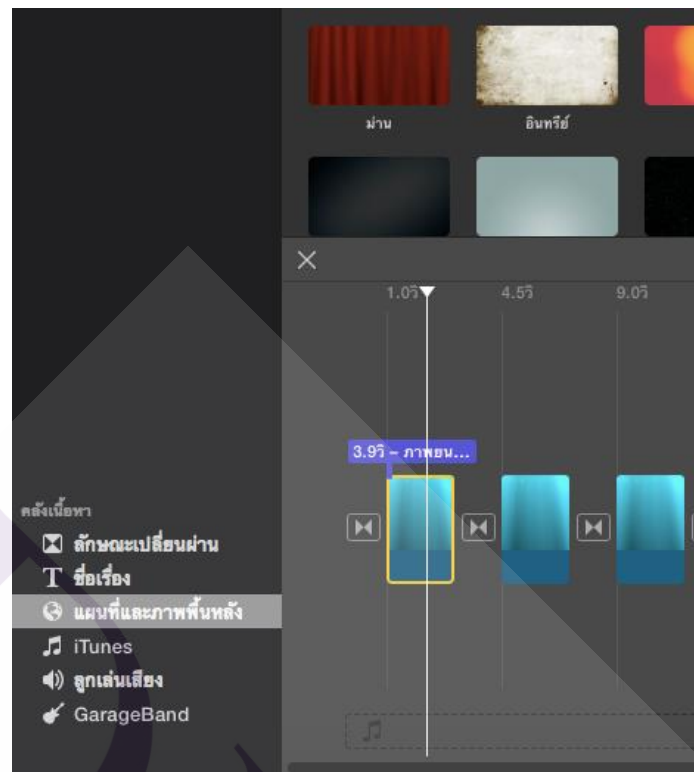 ม่าน
อินทรีย์
1.0วิ
4.5วิ
9.0วิ
3.9วิ – ภาพยน...
คลังเนื้อหา
ลักษณะเปลี่ยนผ่าน
ชื่อเรื่อง
แผนที่และภาพพื้นหลัง
iTunes
ลูกเล่นเสียง
GarageBand